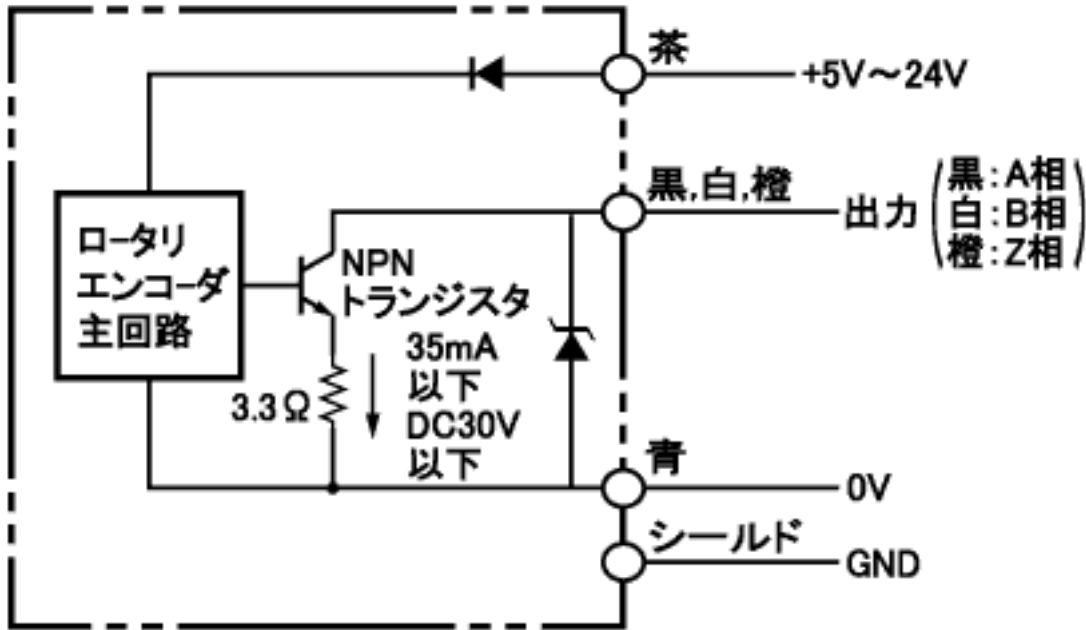 茶
+5V～24V
黒,白,橙
出力
黒:A相
白:B相
橙:Z相
ロータリ
エンコーダ
主回路
NPN
トランジスタ
35mA
以下
DC30V
以下
3.3Ω
青
0V
シールド
GND